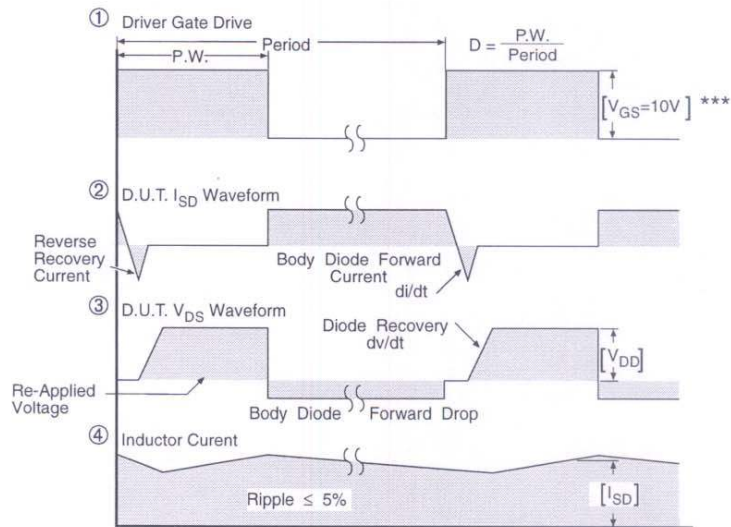 ① Driver Gate Drive
P.W.
Period
D = P.W. / Period
[VGS=10V] ***
② D.U.T. ISD Waveform
Reverse
Recovery
Current
Body Diode Forward
Current
di/dt
③ D.U.T. VDS Waveform
Diode Recovery
dv/dt
[VDD]
Re-Applied
Voltage
Body Diode Forward Drop
④ Inductor Curent
Ripple ≤ 5%
[ISD]